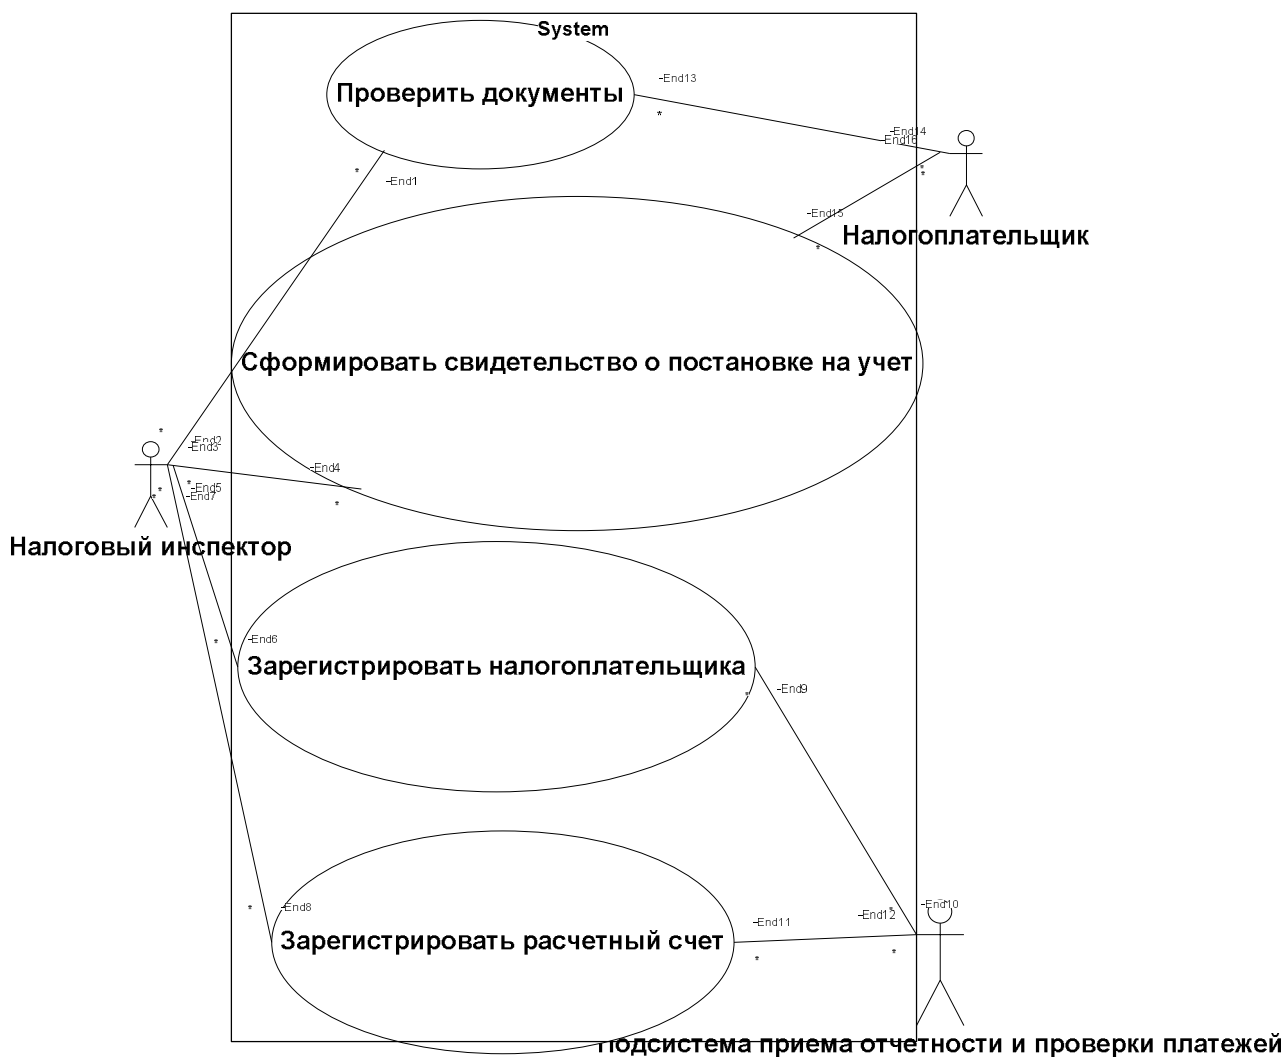 System
Проверить документы
-End13
*
-End14
-End16
*
*
*
-End1
-End15
*
Налогоплательщик
Сформировать свидетельство о постановке на учет
*
-End2
-End3
-End4
*
*
-End5
*
-End7
*
Налоговый инспектор
*
-End6
Зарегистрировать налогоплательщика
*
-End9
*
-End8
-End11
-End12
*
-End10
Зарегистрировать расчетный счет
*
*
Подсистема приема отчетности и проверки платежей